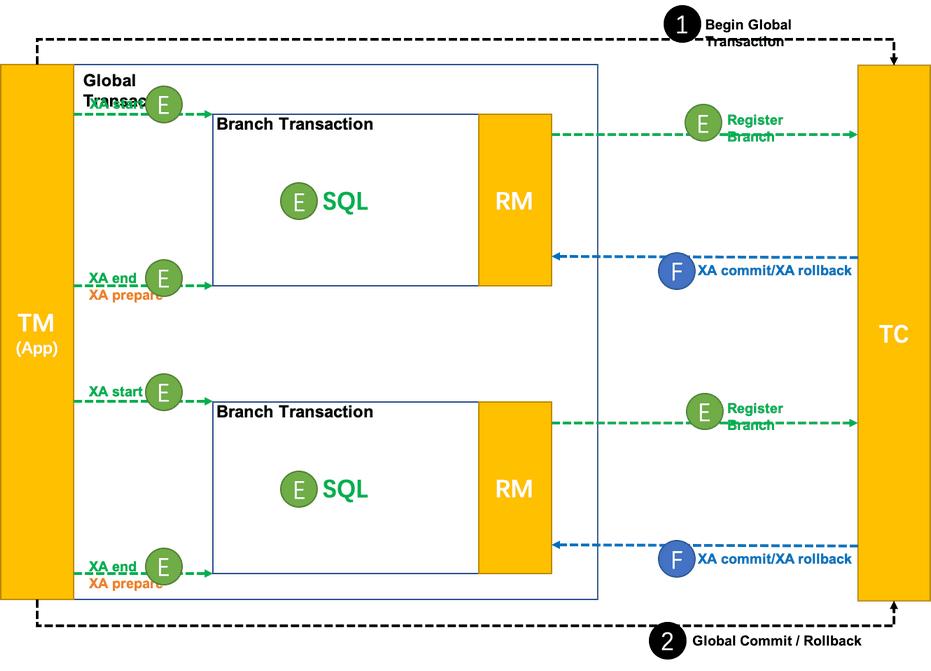 1
Begin Global
Transaction
Global
Transac
XA start
E
Branch Transaction
E
SQL
RM
E
Register
Branch
XA end
E
XA prepare
F
XA commit/XA rollback
TM
(App)
TC
XA start
E
Branch Transaction
E
SQL
RM
E
Register
Branch
XA end
E
XA prepare
F
XA commit/XA rollback
2
Global Commit / Rollback